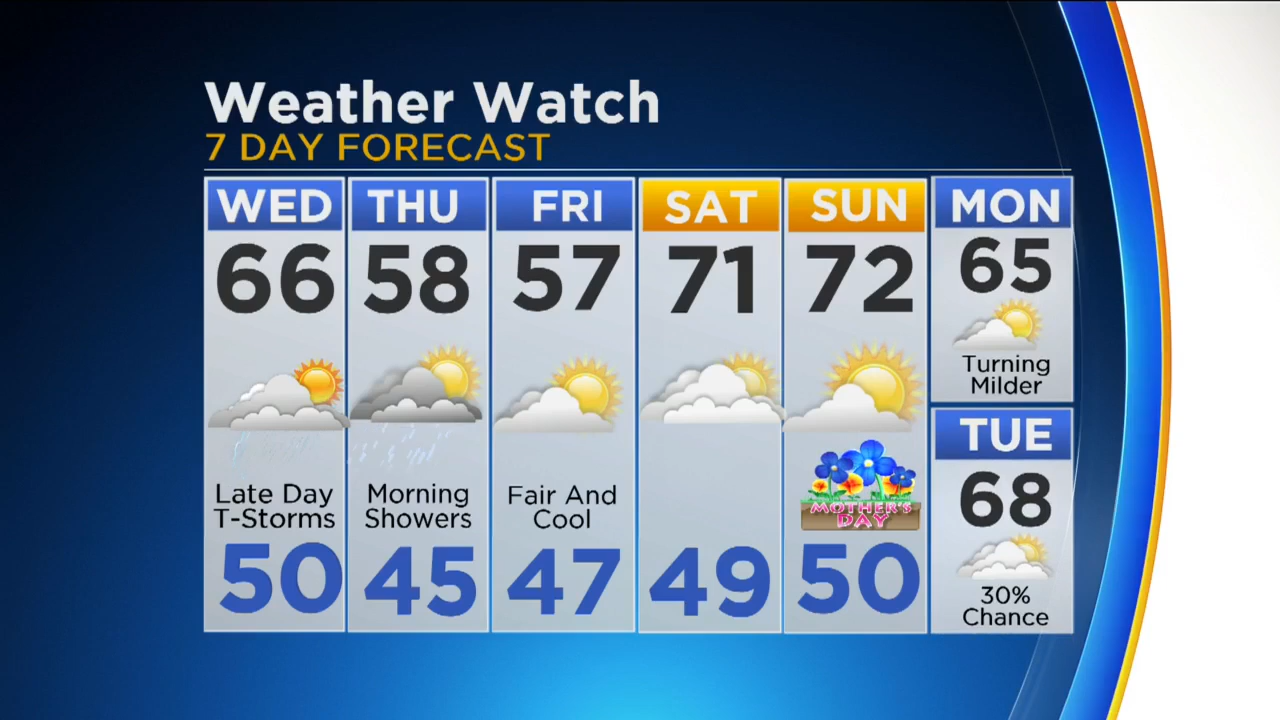 Weather Watch
7 DAY FORECAST
WED
66
Late Day
T-Storms
50
THU
58
Morning
Showers
45
FRI
57
Fair And
Cool
47
SAT
71
49
SUN
72
MOTHER'S
DAY
50
MON
65
Turning
Milder
TUE
68
30%
Chance